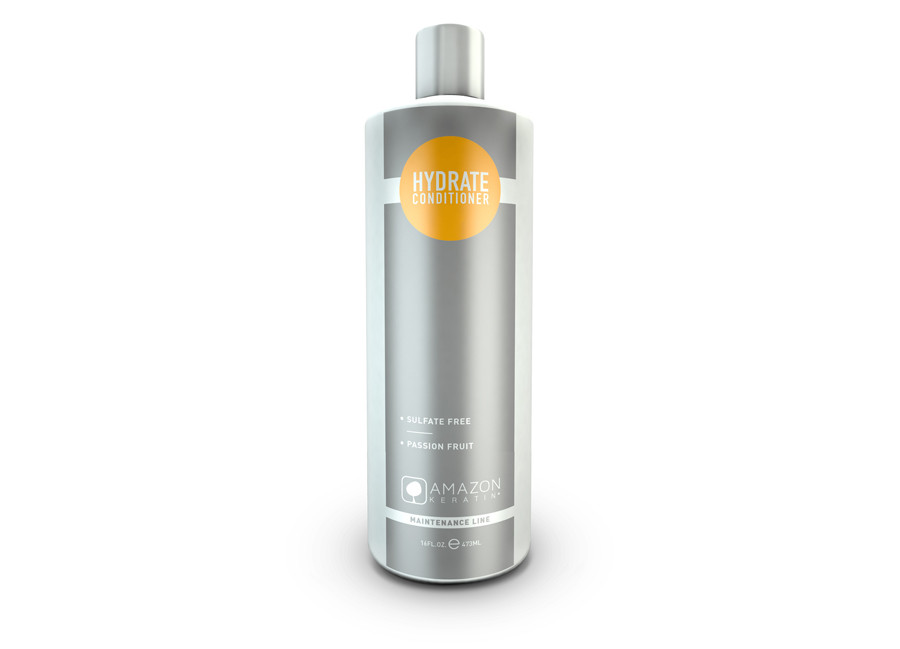 HYDRATE
CONDITIONER
• SULFATE FREE
• PASSION FRUIT
AMAZON
KERATIN®
MAINTENANCE LINE
16FL.OZ. ℮ 473ML